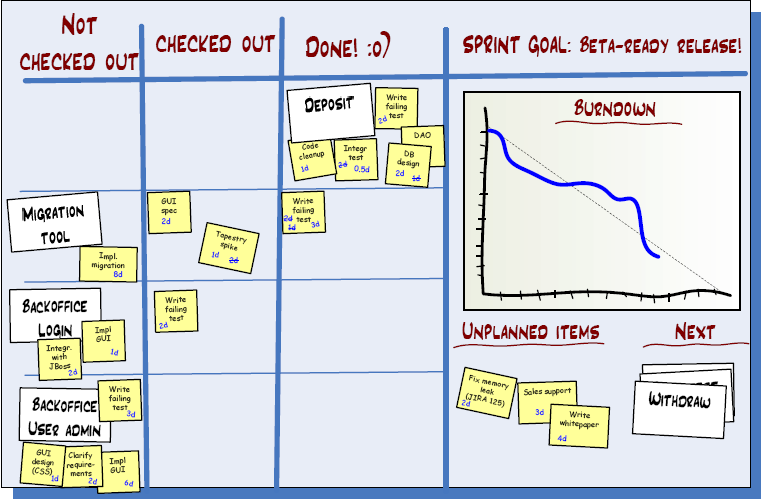 NOT
CHECKED OUT
CHECKED OUT
DONE! :o)
SPRINT GOAL: BETA-READY RELEASE!
DEPOSIT
Write
failing
test
2d
DAO
Code
cleanup
1d
Integr
test
2d 0.5d
DB
design
2d 1d
BURNDOWN
MIGRATION
TOOL
Impl.
migration
8d
GUI
spec
2d
Tapestry
spike
1d 2d
Write
failing
test
2d
1d 3d
BACKOFFICE
LOGIN
Integr.
with
JBoss
2d
Impl
GUI
1d
Write
failing
test
2d
BACKOFFICE
USER ADMIN
Write
failing
test
3d
GUI
design
(CSS)
1d
Clarify
require-
ments
2d
Impl
GUI
6d
UNPLANNED ITEMS
NEXT
Fix memory
leak
(JIRA 125)
2d
Sales support
3d
Write
whitepaper
4d
WITHDRAW